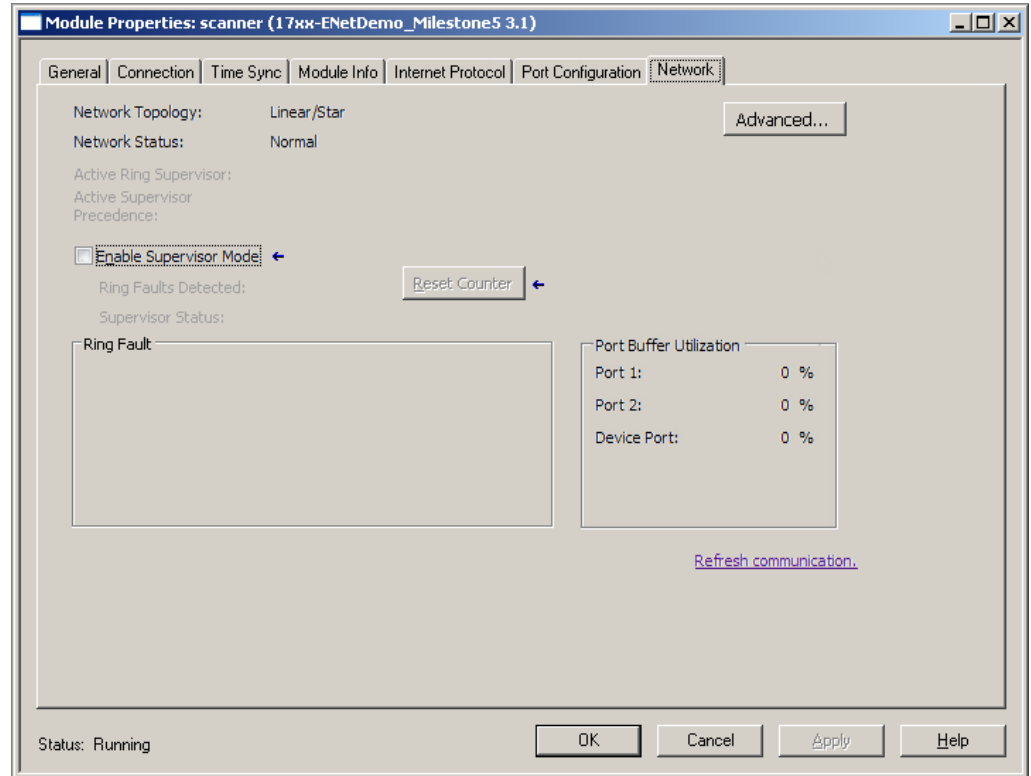 Module Properties: scanner (17xx-ENetDemo_Milestone5 3.1)
General Connection Time Sync Module Info Internet Protocol Port Configuration Network
Network Topology: Linear/Star
Advanced...
Network Status: Normal
Active Ring Supervisor:
Active Supervisor
Precedence:
Enable Supervisor Mode
Ring Faults Detected:
Reset Counter
Supervisor Status:
Ring Fault
Port Buffer Utilization
Port 1: 0 %
Port 2: 0 %
Device Port: 0 %
Refresh communication.
Status: Running
OK Cancel Apply Help